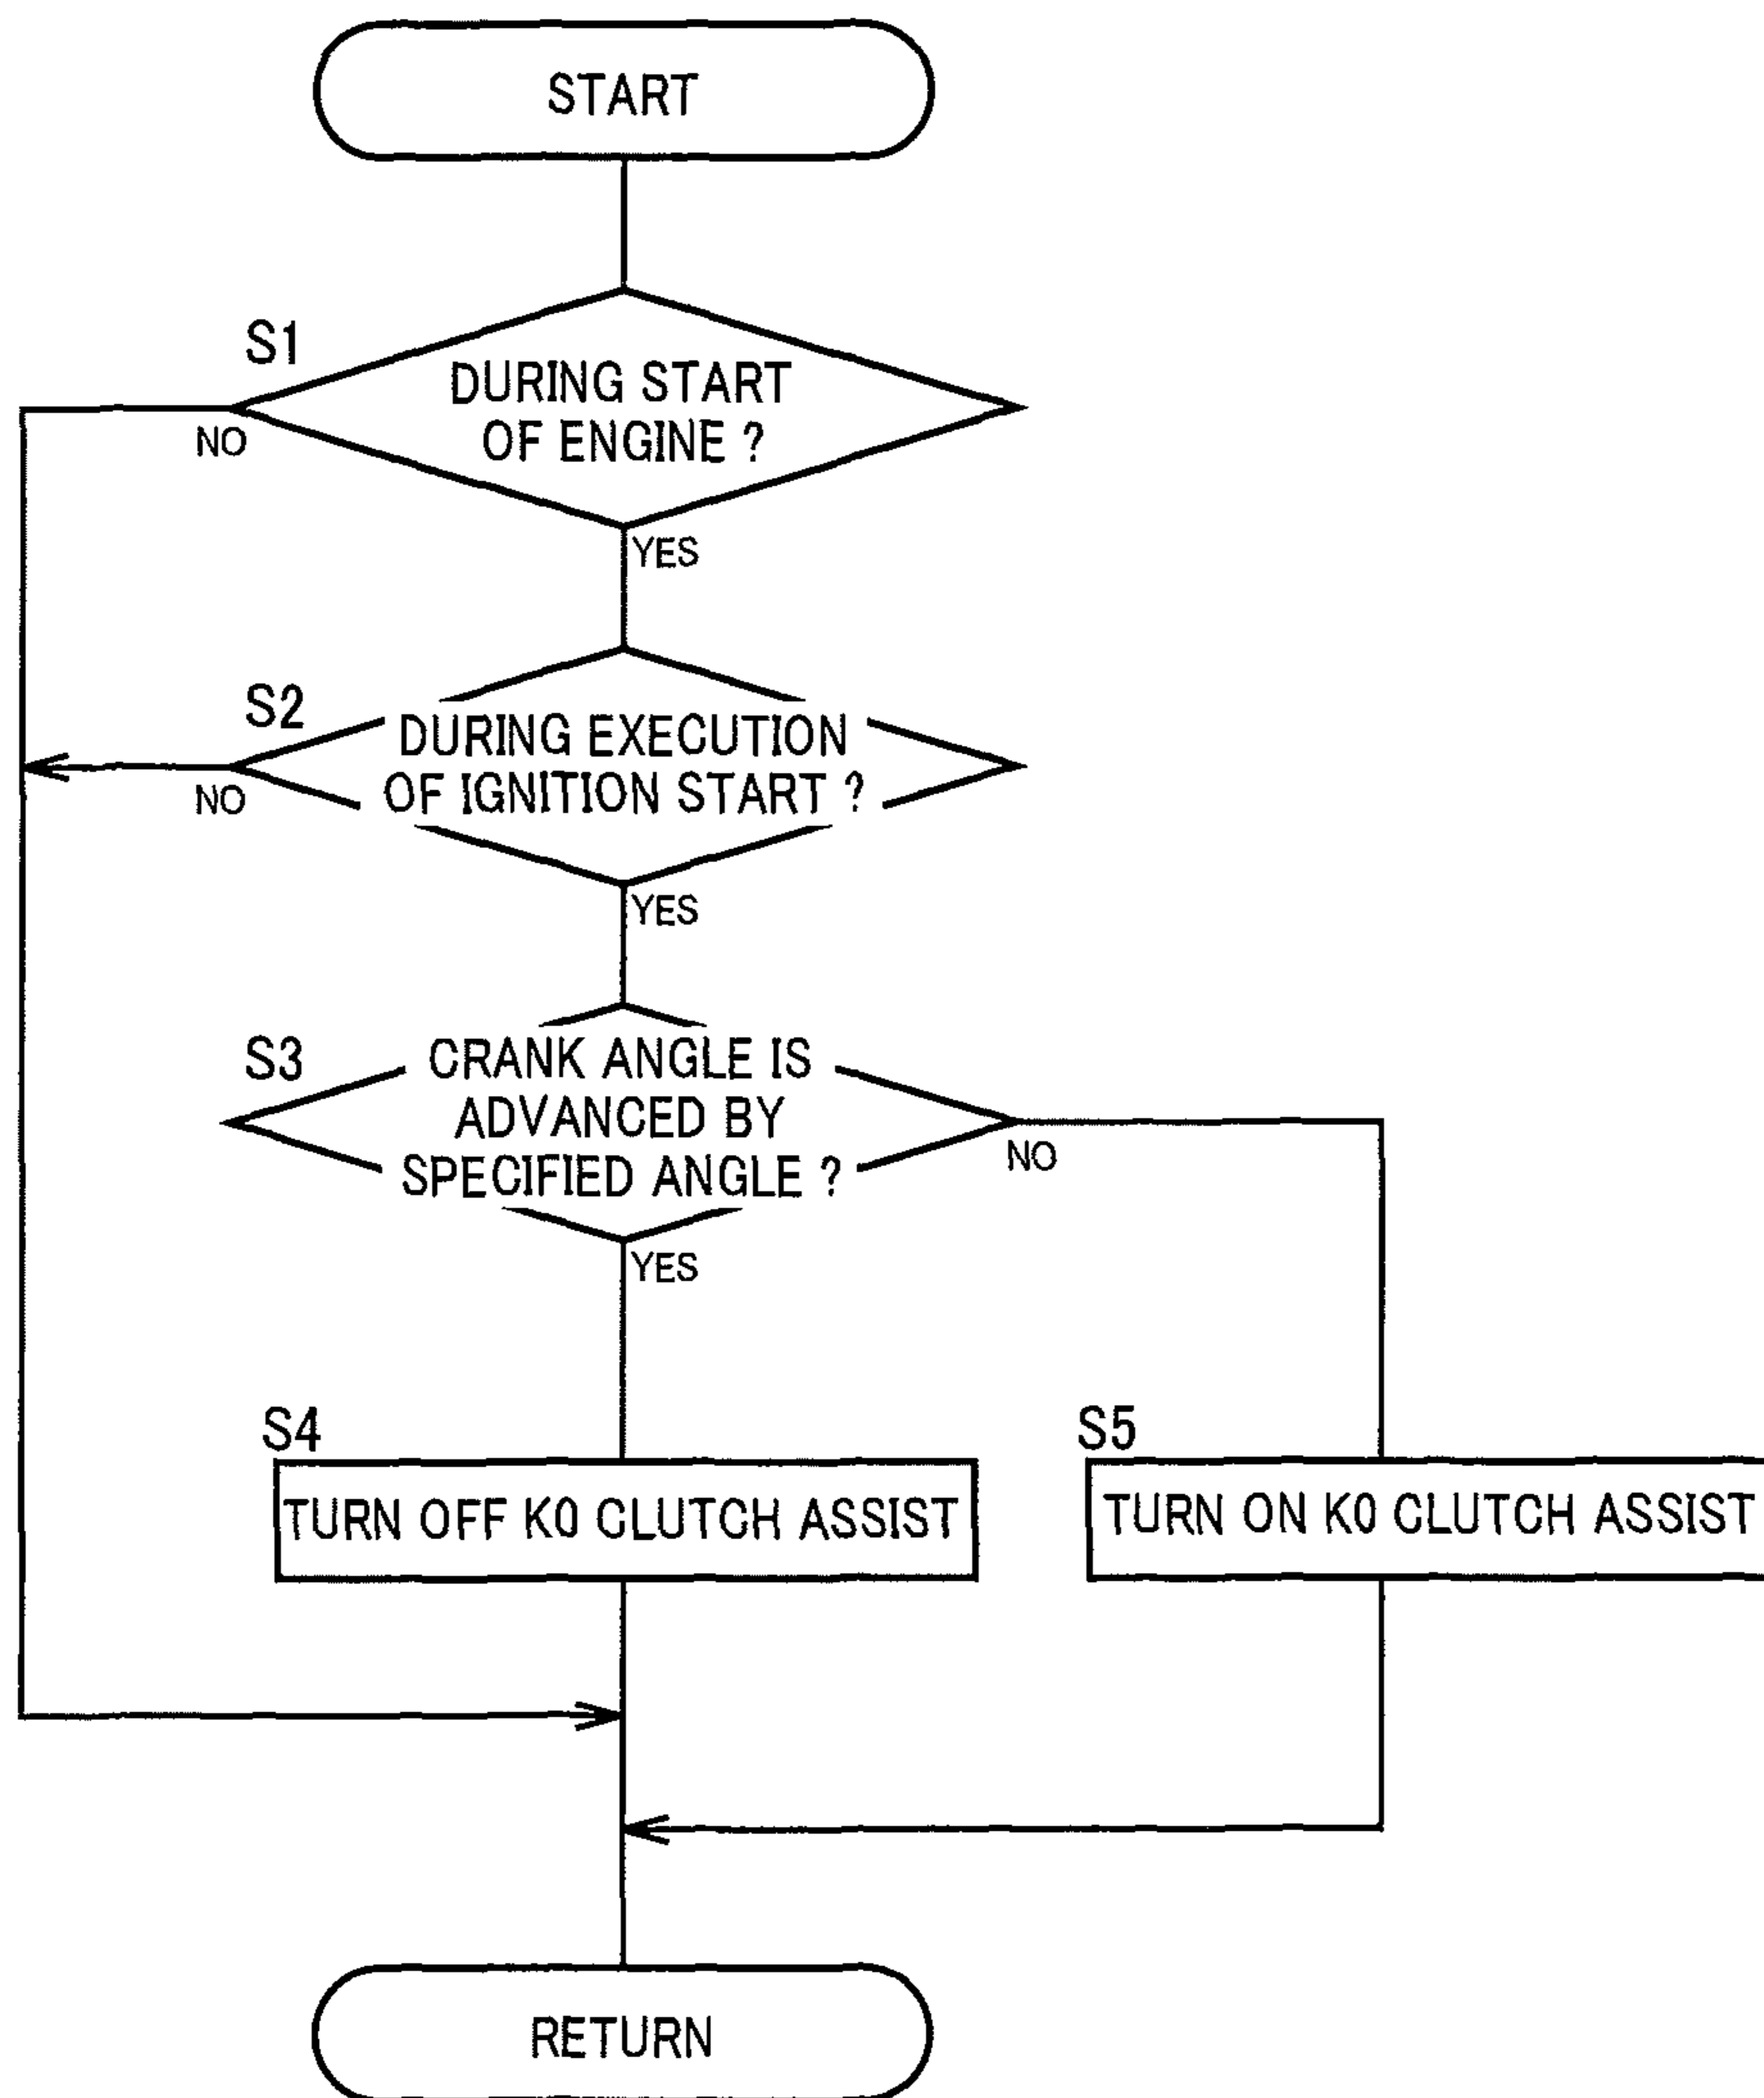 START
S1
DURING START
OF ENGINE ?
NO
YES
S2
DURING EXECUTION
OF IGNITION START ?
NO
YES
S3
CRANK ANGLE IS
ADVANCED BY
SPECIFIED ANGLE ?
NO
YES
S4
TURN OFF K0 CLUTCH ASSIST
S5
TURN ON K0 CLUTCH ASSIST
RETURN